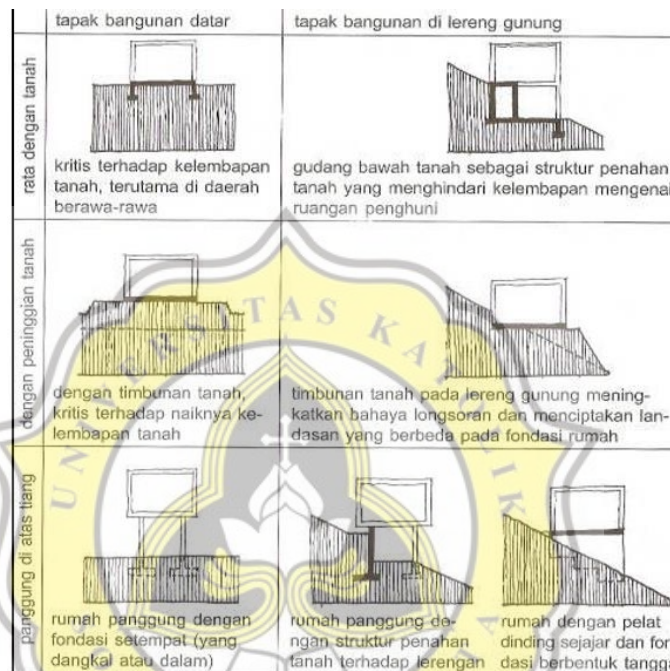 tapak bangunan datar
tapak bangunan di lereng gunung
rata dengan tanah
kritis terhadap kelembapan
tanah, terutama di daerah
berawa-rawa
gudang bawah tanah sebagai struktur penahan
tanah yang menghindari kelembapan mengenai
ruangan penghuni
dengan peninggian tanah
dengan timbunan tanah,
kritis terhadap naiknya ke-
lembapan tanah
timbunan tanah pada lereng gunung mening-
katkan bahaya longsoran dan menciptakan lan-
dasan yang berbeda pada fondasi rumah
panggung di atas tiang
rumah panggung dengan
fondasi setempat (yang
dangkal atau dalam)
rumah panggung de-
ngan struktur penahan
tanah terhadap lerengan
rumah dengan pelat
dinding sejajar dan fon
dasi berbentuk tangg
UNIVERSITAS KATOLIK